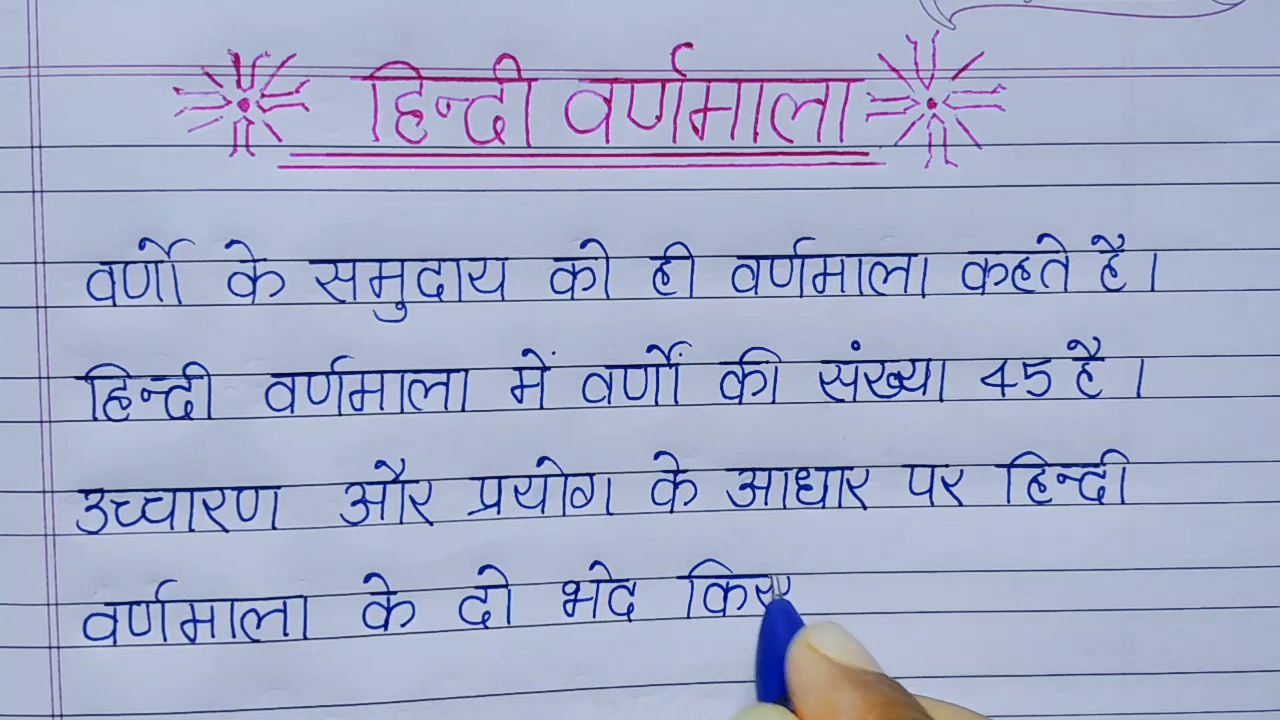 हिन्दी वर्णमाला
वर्णो के समुदाय को ही वर्णमाला कहते है।
हिन्दी वर्णमाला में वर्णों की संख्या 45 है।
उच्चारण और प्रयोग के आधार पर हिन्दी
वर्णमाला के दो भेद